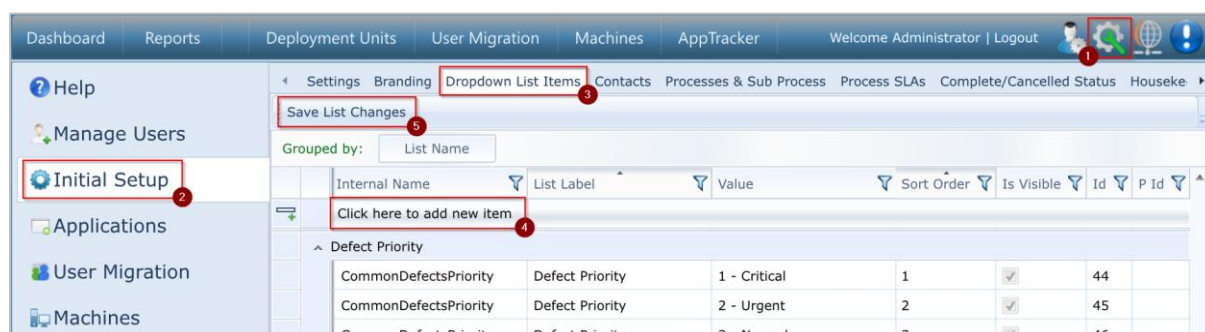 Dashboard Reports Deployment Units User Migration Machines AppTracker Welcome Administrator | Logout
1
Help
Manage Users
Initial Setup
2
Applications
User Migration
Machines
Settings Branding Dropdown List Items Contacts Processes & Sub Process Process SLAs Complete/Cancelled Status Houseke
3
Save List Changes
5
Grouped by: List Name
Internal Name List Label Value Sort Order Is Visible Id P Id
Click here to add new item
4
Defect Priority
CommonDefectsPriority Defect Priority 1 - Critical 1 44
CommonDefectsPriority Defect Priority 2 - Urgent 2 45